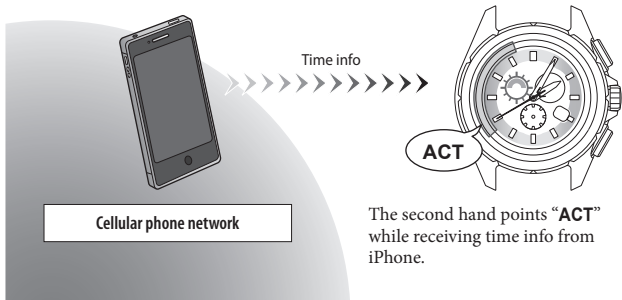 Time info
ACT
Cellular phone network
The second hand points “ACT”
while receiving time info from
iPhone.